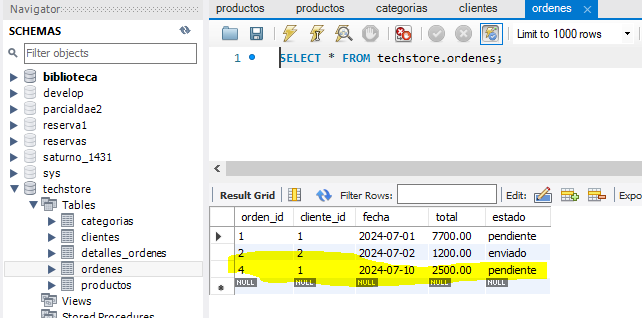 Navigator
SCHEMAS
Filter objects
biblioteca
develop
parcialdae2
reserva1
reservas
saturno_1431
sys
techstore
Tables
categorias
clientes
detalles_ordenes
ordenes
productos
Views
Stored Procedures
productos productos categorias clientes ordenes
Limit to 1000 rows
1 SELECT * FROM techstore.ordenes;
Result Grid Filter Rows: Edit: Expo
orden_id cliente_id fecha total estado
1 1 2024-07-01 7700.00 pendiente
2 2 2024-07-02 1200.00 enviado
4 1 2024-07-10 2500.00 pendiente
NULL NULL NULL NULL NULL